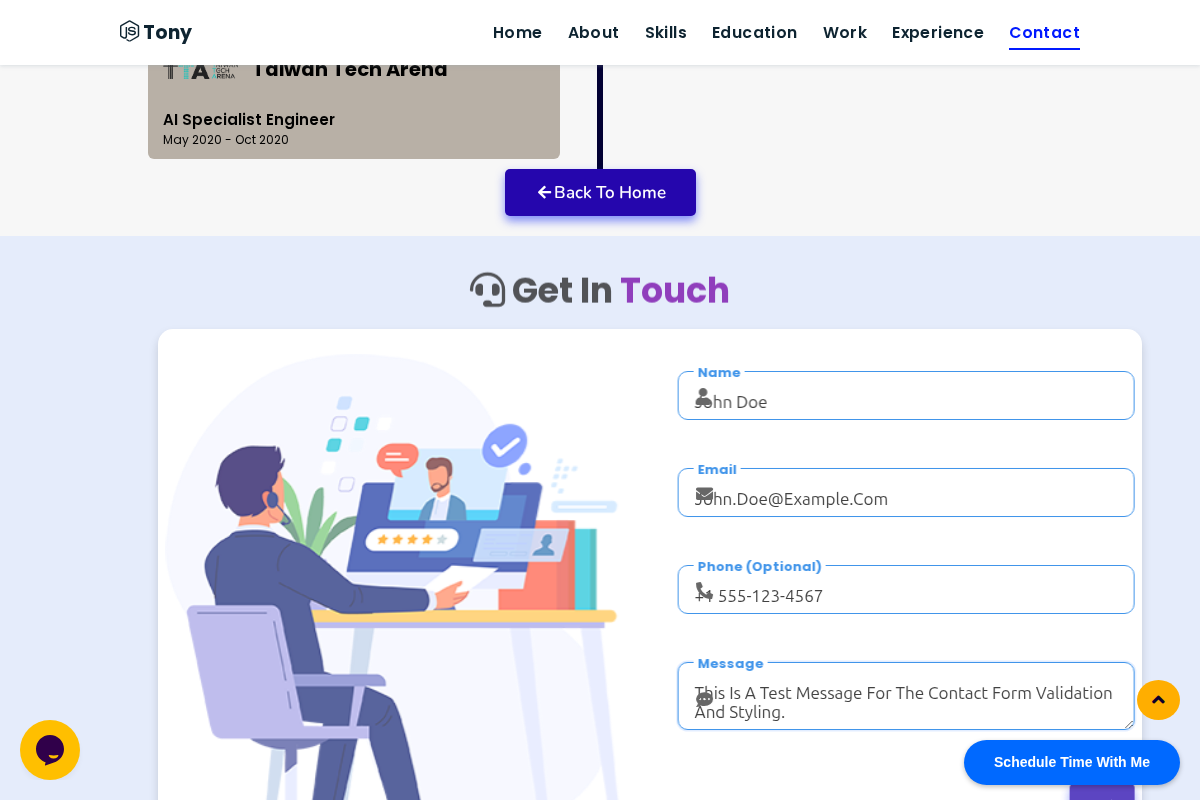 Tony
Home About Skills Education Work Experience Contact
Taiwan Tech Arena
AI Specialist Engineer
May 2020 - Oct 2020
Back To Home
Get In Touch
Name
John Doe
Email
John.Doe@Example.Com
Phone (Optional)
+1 555-123-4567
Message
This Is A Test Message For The Contact Form Validation
And Styling.
Schedule Time With Me